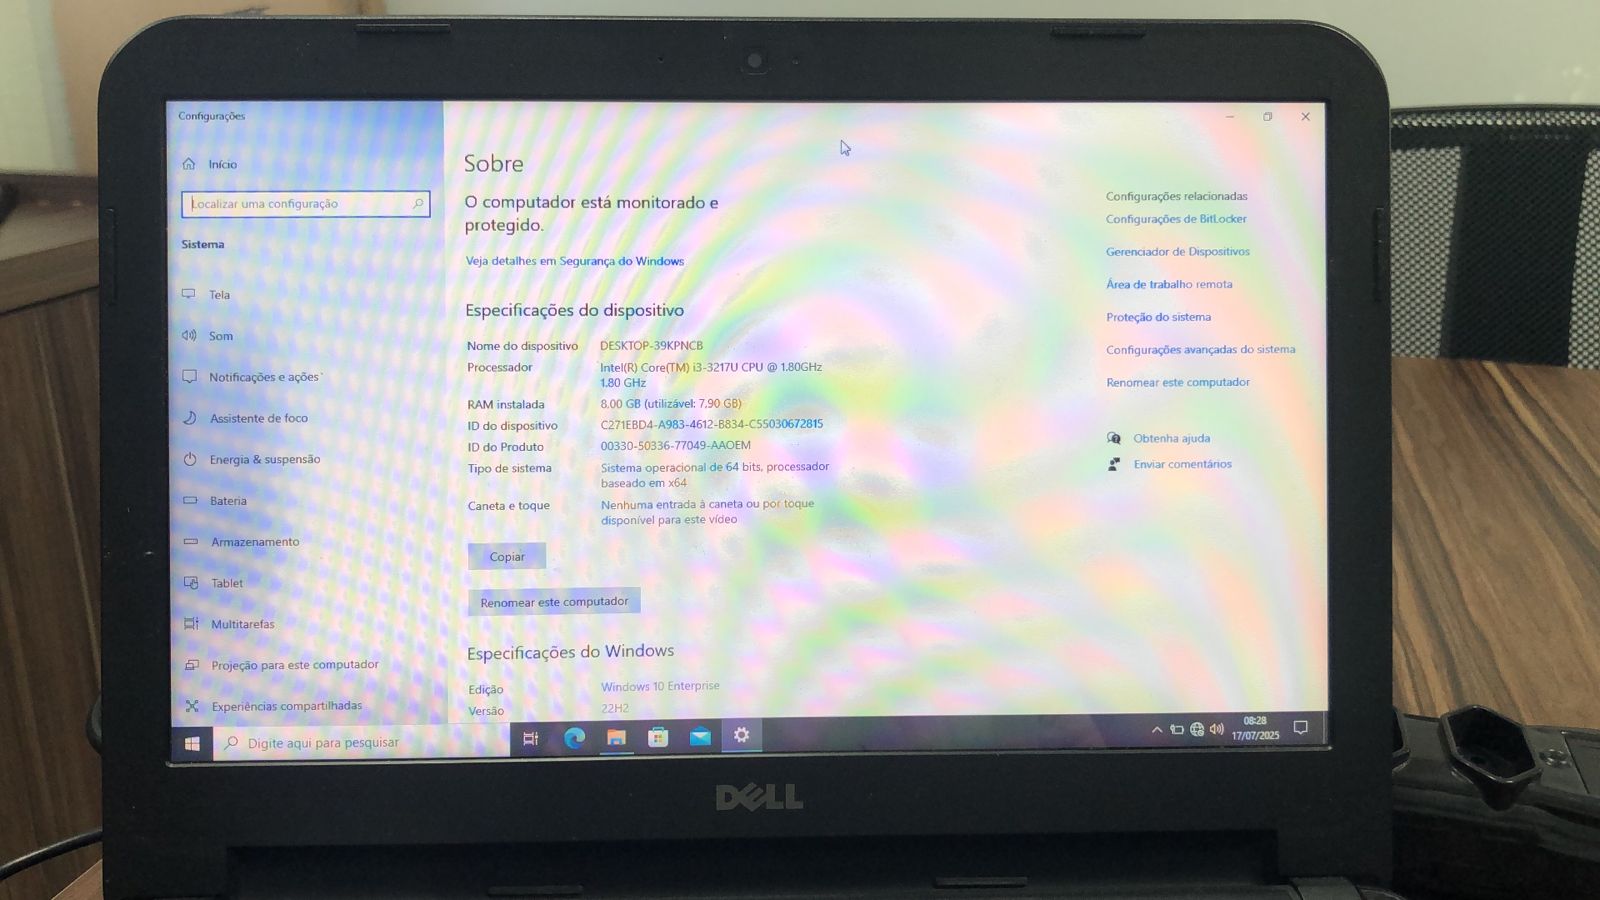 Configurações
Início
Localizar uma configuração
Sistema
Tela
Som
Notificações e ações
Assistente de foco
Energia & suspensão
Bateria
Armazenamento
Tablet
Multitarefas
Projeção para este computador
Experiências compartilhadas
Sobre
O computador está monitorado e
protegido.
Veja detalhes em Segurança do Windows
Especificações do dispositivo
Nome do dispositivo DESKTOP-39KPNCB
Processador Intel(R) Core(TM) i3-3217U CPU @ 1.80GHz
1.80 GHz
RAM instalada 8,00 GB (utilizável: 7,90 GB)
ID do dispositivo C271EBD4-A983-4612-B834-C55030672815
ID do Produto 00330-50336-77049-AAOEM
Tipo de sistema Sistema operacional de 64 bits, processador
baseado em x64
Caneta e toque Nenhuma entrada à caneta ou por toque
disponível para este vídeo
Copiar
Renomear este computador
Especificações do Windows
Edição Windows 10 Enterprise
Versão 22H2
Configurações relacionadas
Configurações de BitLocker
Gerenciador de Dispositivos
Área de trabalho remota
Proteção do sistema
Configurações avançadas do sistema
Renomear este computador
Obtenha ajuda
Enviar comentários
Digite aqui para pesquisar
08:28
17/07/2025
DELL